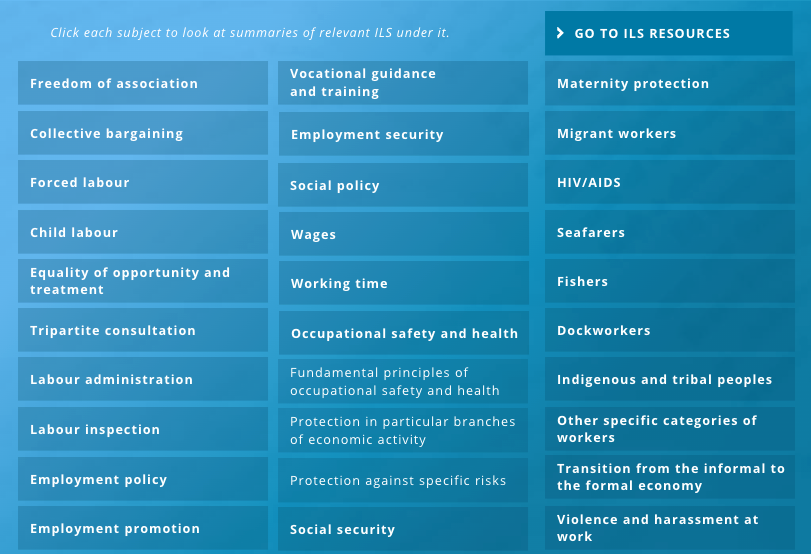 Click each subject to look at summaries of relevant ILS under it.
GO TO ILS RESOURCES
Freedom of association
Collective bargaining
Forced labour
Child labour
Equality of opportunity and
treatment
Tripartite consultation
Labour administration
Labour inspection
Employment policy
Employment promotion
Vocational guidance
and training
Employment security
Social policy
Wages
Working time
Occupational safety and health
Fundamental principles of
occupational safety and health
Protection in particular branches
of economic activity
Protection against specific risks
Social security
Maternity protection
Migrant workers
HIV/AIDS
Seafarers
Fishers
Dockworkers
Indigenous and tribal peoples
Other specific categories of
workers
Transition from the informal to
the formal economy
Violence and harassment at
work